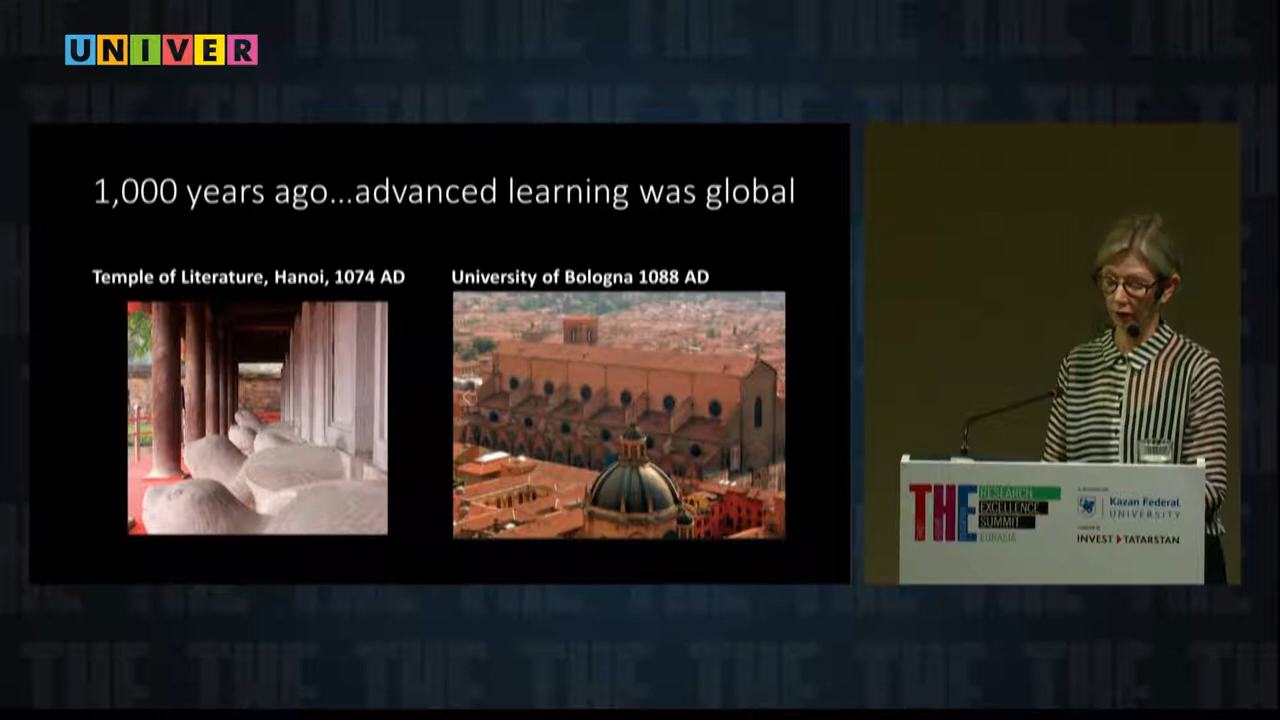 UNIVER
1,000 years ago...advanced learning was global
Temple of Literature, Hanoi, 1074 AD
University of Bologna 1088 AD
THE
RESEARCH
EXCELLENCE
SUMMIT
EURASIA
Kazan Federal
UNIVERSITY
INVEST TATARSTAN